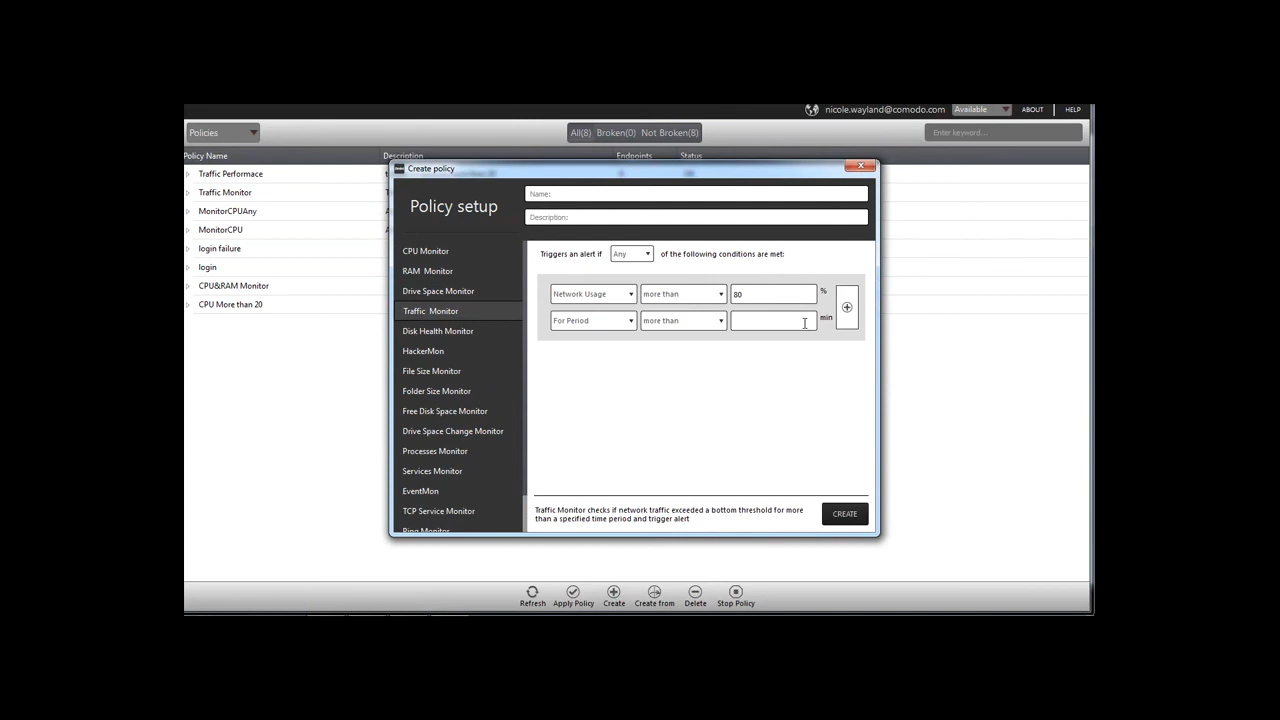 nicole.wayland@comodo.com Available ABOUT HELP
Policies All(8) Broken(0) Not Broken(8) Enter keyword...
Policy Name Description Endpoints Status
Traffic Performace
Traffic Monitor
MonitorCPUAny
MonitorCPU
login failure
login
CPU&RAM Monitor
CPU More than 20
Create policy
Policy setup
Name:
Description:
CPU Monitor
RAM Monitor
Drive Space Monitor
Traffic Monitor
Disk Health Monitor
HackerMon
File Size Monitor
Folder Size Monitor
Free Disk Space Monitor
Drive Space Change Monitor
Processes Monitor
Services Monitor
EventMon
TCP Service Monitor
Ping Monitor
Triggers an alert if Any of the following conditions are met:
Network Usage more than 80 %
For Period more than min
Traffic Monitor checks if network traffic exceeded a bottom threshold for more
than a specified time period and trigger alert
CREATE
Refresh Apply Policy Create Create from Delete Stop Policy